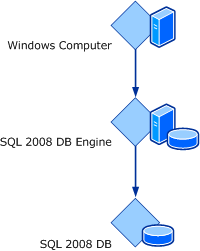 Windows Computer
SQL 2008 DB Engine
SQL 2008 DB